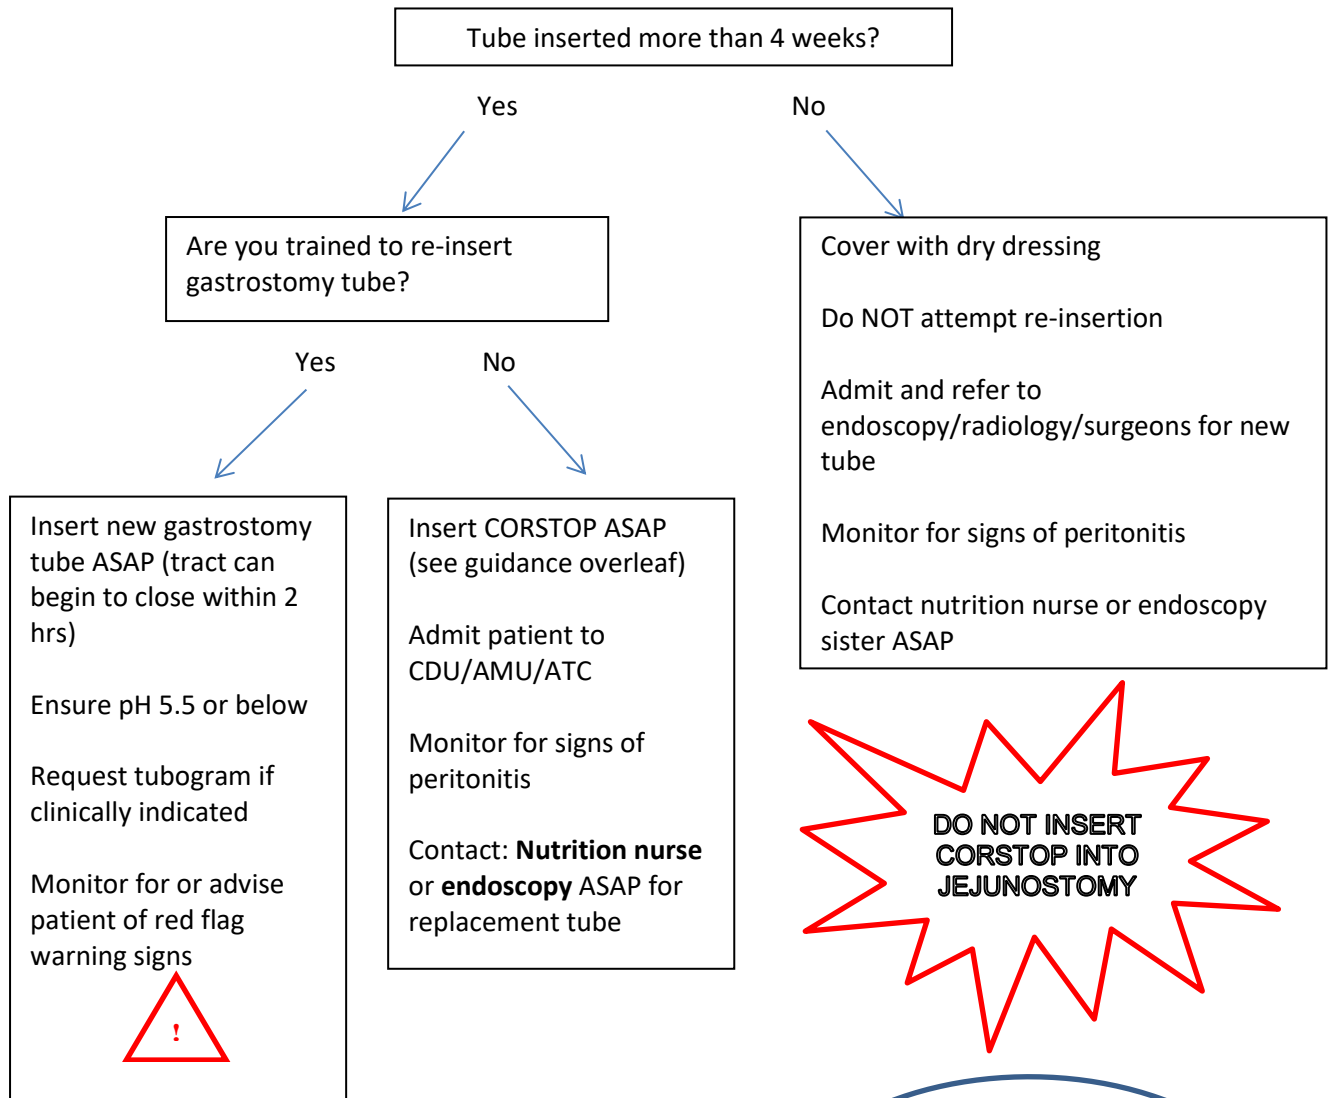 Tube inserted more than 4 weeks?
Yes
No
Are you trained to re-insert
gastrostomy tube?
Cover with dry dressing
Do NOT attempt re-insertion
Admit and refer to
endoscopy/radiology/surgeons for new
tube
Monitor for signs of peritonitis
Contact nutrition nurse or endoscopy
sister ASAP
Yes
No
Insert new gastrostomy
tube ASAP (tract can
begin to close within 2
hrs)
Ensure pH 5.5 or below
Request tubogram if
clinically indicated
Monitor for or advise
patient of red flag
warning signs
!
Insert CORSTOP ASAP
(see guidance overleaf)
Admit patient to
CDU/AMU/ATC
Monitor for signs of
peritonitis
Contact: Nutrition nurse
or endoscopy ASAP for
replacement tube
DO NOT INSERT
CORSTOP INTO
JEJUNOSTOMY